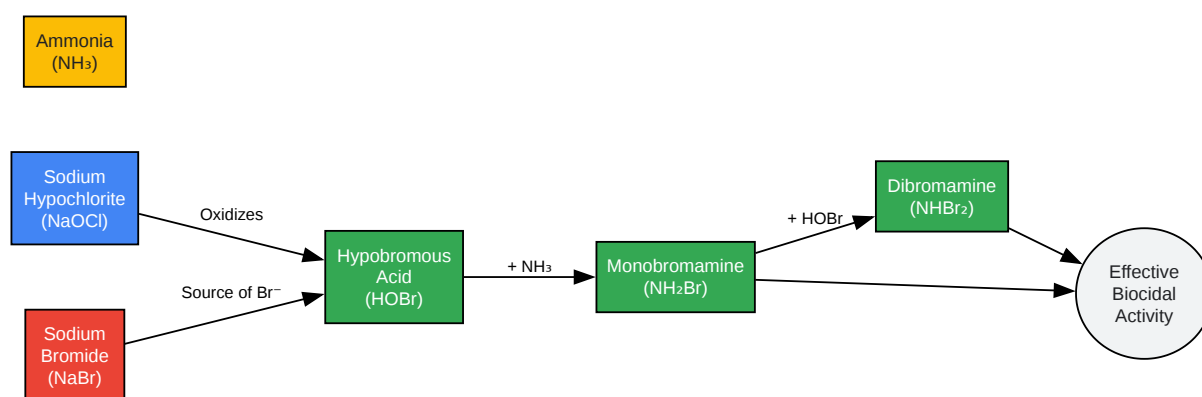 Ammonia
(NH₃)
Sodium
Hypochlorite
(NaOCl)
Oxidizes
Sodium
Bromide
(NaBr)
Source of Br⁻
Hypobromous
Acid
(HOBr)
+ NH₃
Monobromamine
(NH₂Br)
+ HOBr
Dibromamine
(NHBr₂)
Effective
Biocidal
Activity